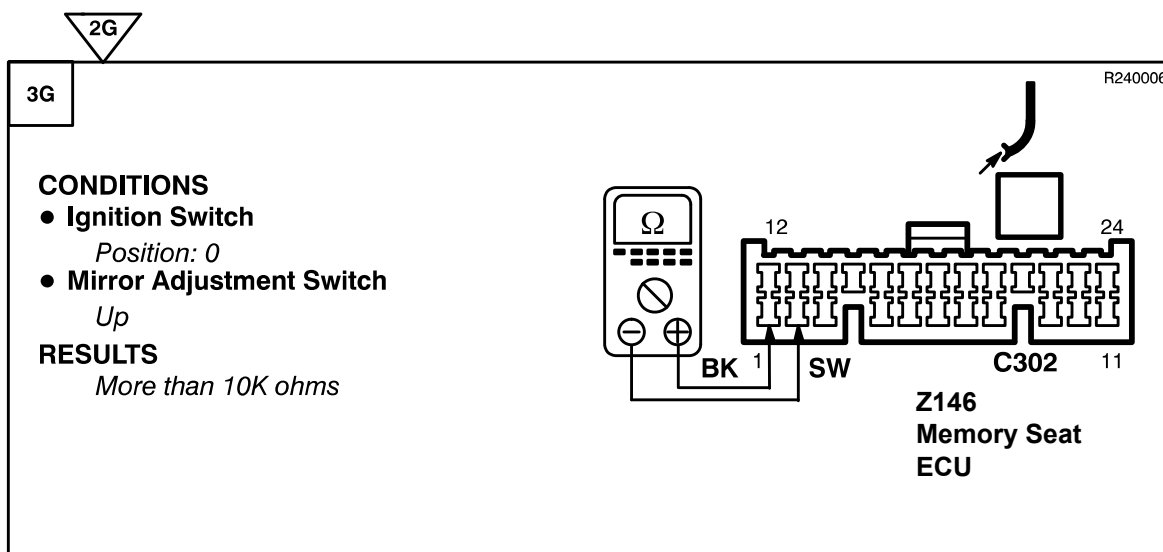 2G
3G
R240006
CONDITIONS
● Ignition Switch
Position: 0
● Mirror Adjustment Switch
Up
RESULTS
More than 10K ohms
Ω
12
24
BK
1
SW
C302
11
Z146
Memory Seat
ECU